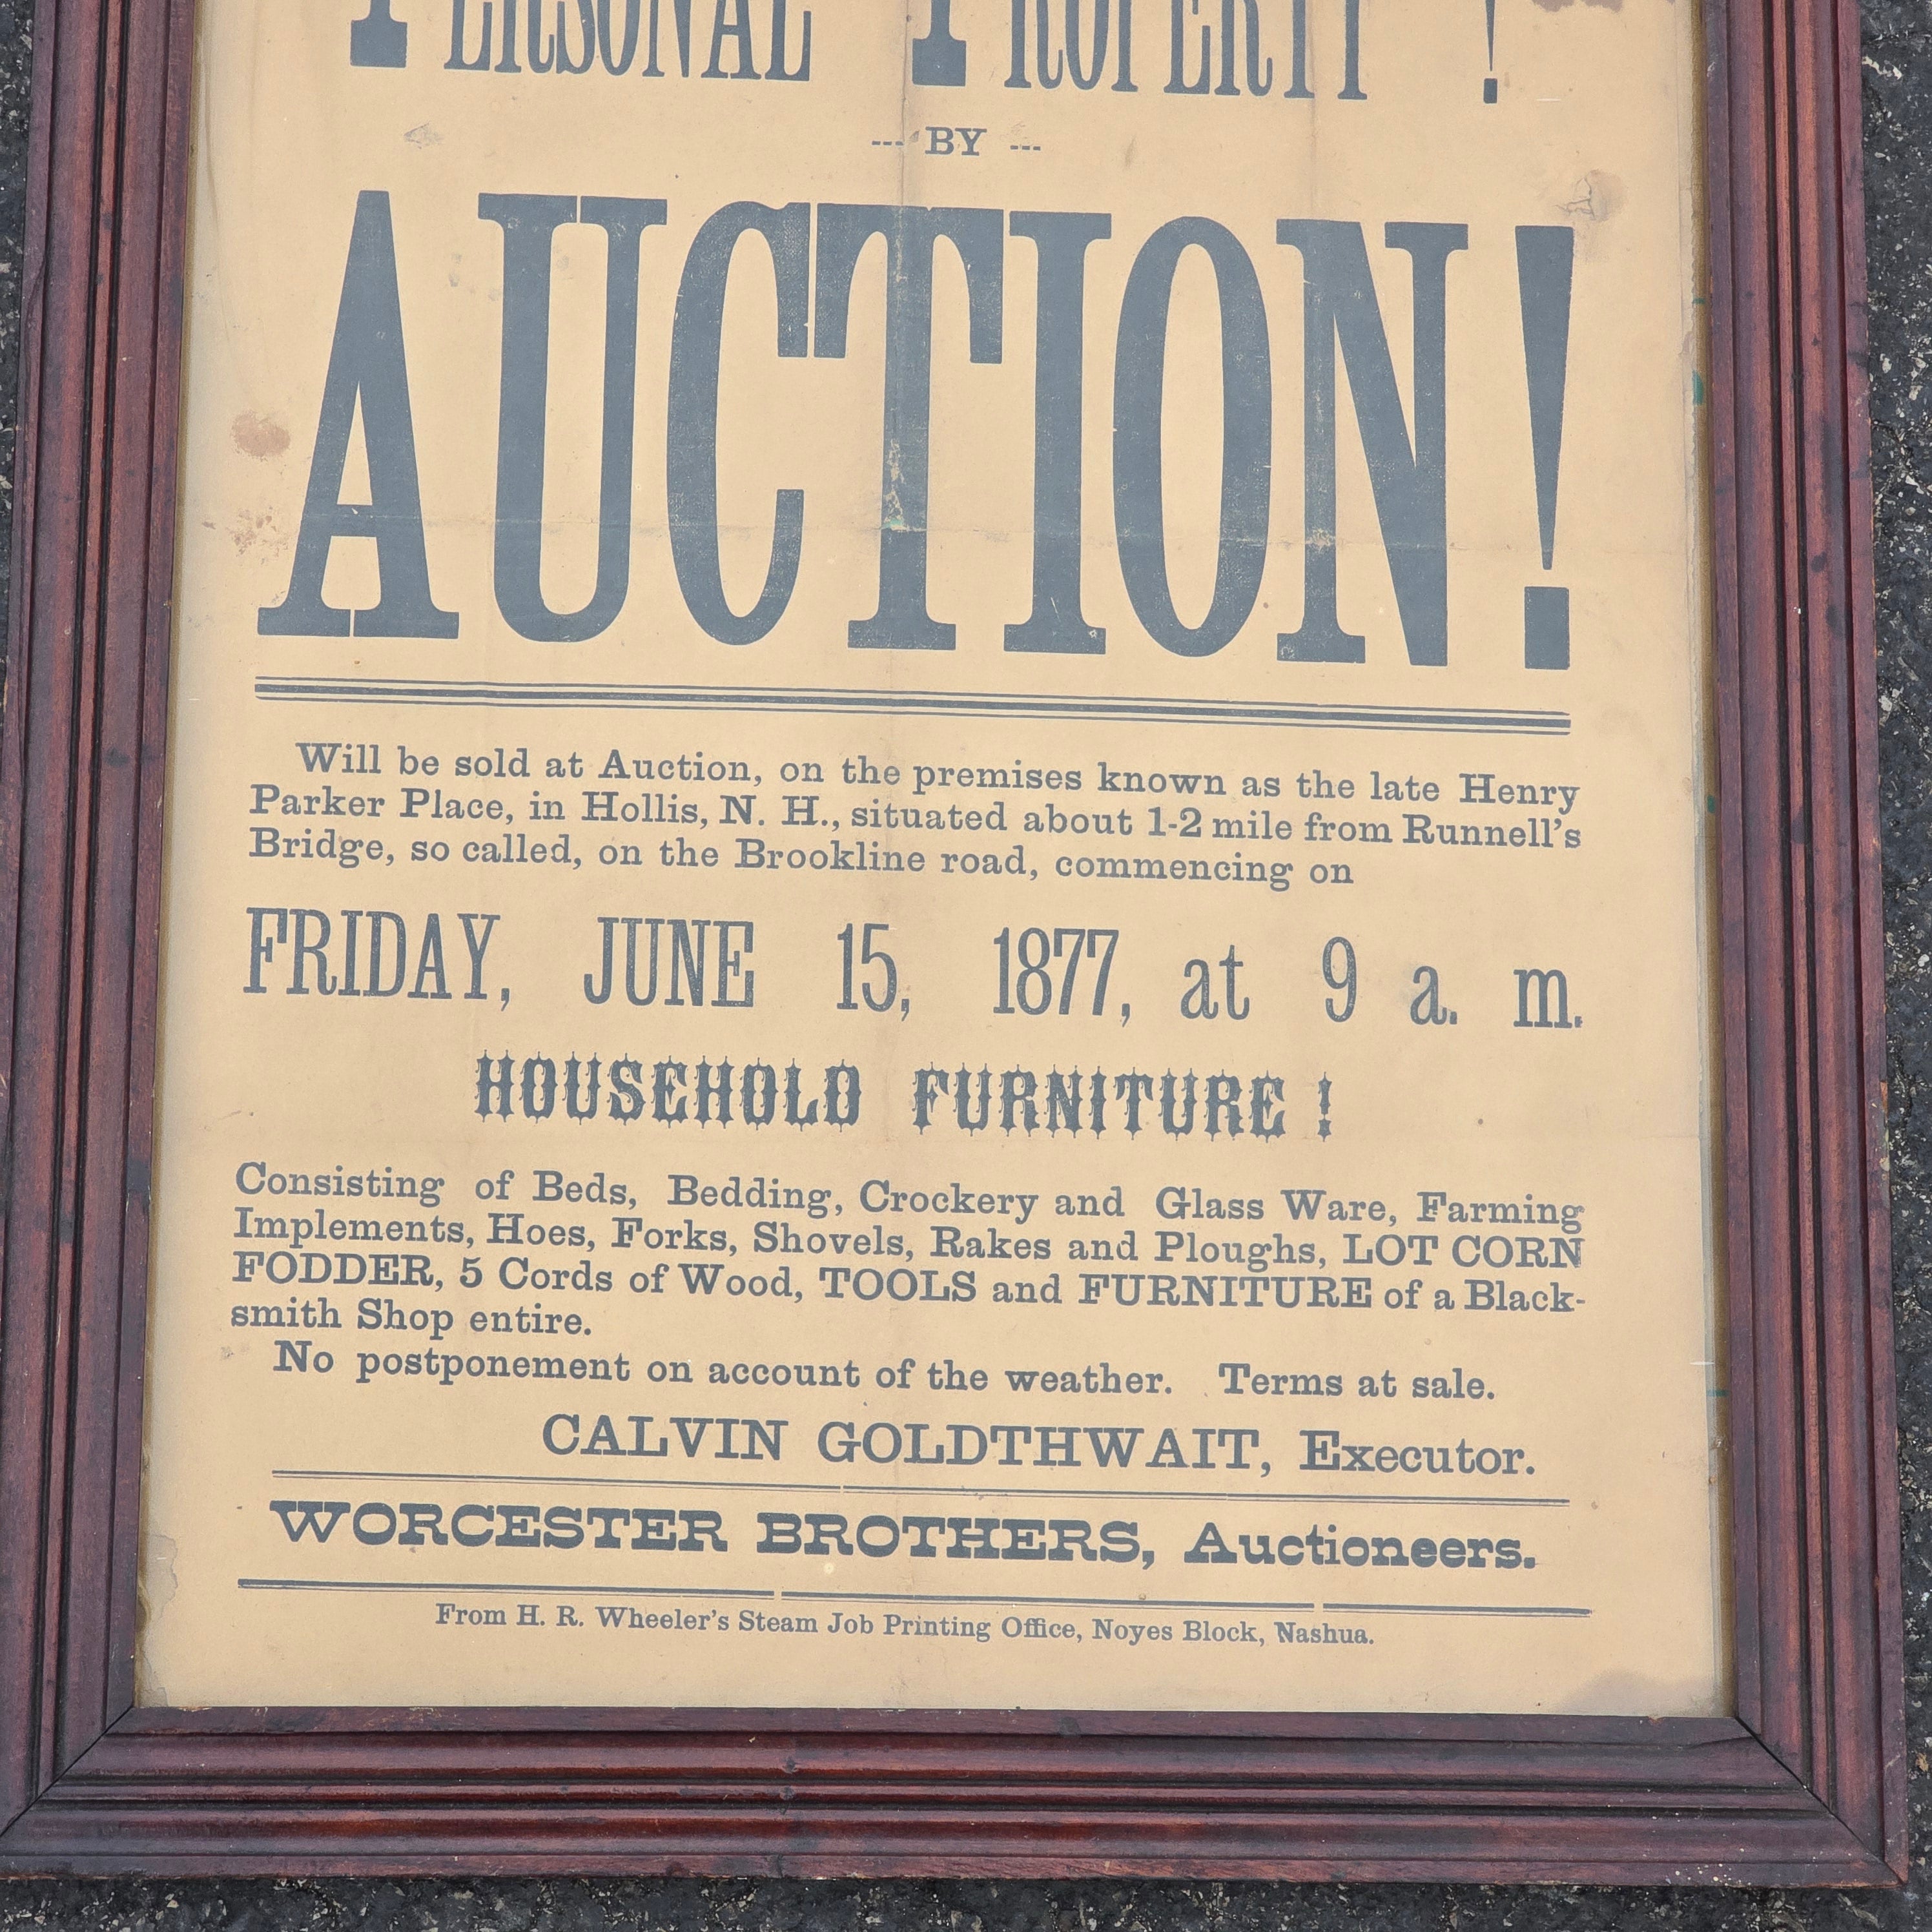 PERSONAL PROPERTY !
--- BY ---
AUCTION!
Will be sold at Auction, on the premises known as the late Henry
Parker Place, in Hollis, N. H., situated about 1-2 mile from Runnell's
Bridge, so called, on the Brookline road, commencing on
FRIDAY, JUNE 15, 1877, at 9 a. m.
HOUSEHOLD FURNITURE !
Consisting of Beds, Bedding, Crockery and Glass Ware, Farming
Implements, Hoes, Forks, Shovels, Rakes and Ploughs, LOT CORN
FODDER, 5 Cords of Wood, TOOLS and FURNITURE of a Black-
smith Shop entire.
No postponement on account of the weather. Terms at sale.
CALVIN GOLDTHWAIT, Executor.
WORCESTER BROTHERS, Auctioneers.
From H. R. Wheeler's Steam Job Printing Office, Noyes Block, Nashua.